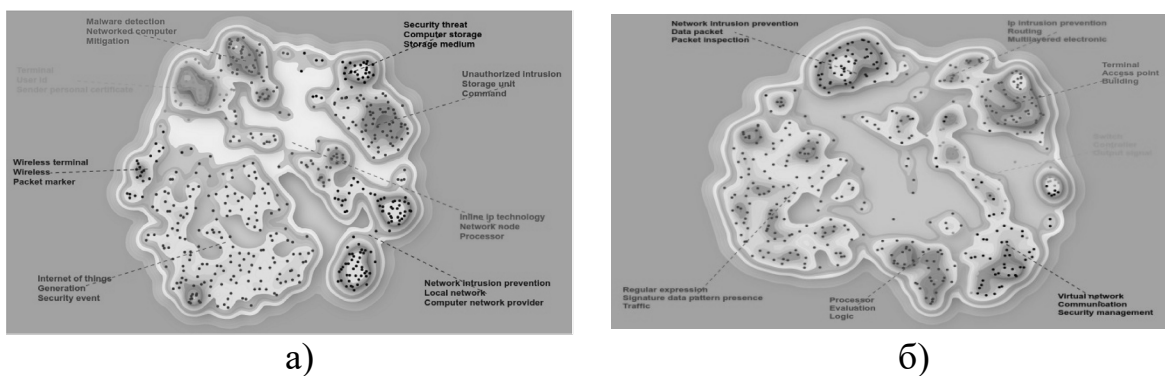 Malware detection
Networked computer
Mitigation
Security threat
Computer storage
Storage medium
Terminal
User id
Sender personal certificate
Unauthorized intrusion
Storage unit
Command
Wireless terminal
Wireless
Packet marker
Inline ip technology
Network node
Processor
Internet of things
Generation
Security event
Network intrusion prevention
Local network
Computer network provider
а)
Network intrusion prevention
Data packet
Packet inspection
Ip intrusion prevention
Routing
Multilayered electronic
Terminal
Access point
Building
Switch
Controller
Output signal
Regular expression
Signature data pattern presence
Traffic
Processor
Evaluation
Logic
Virtual network
Communication
Security management
б)